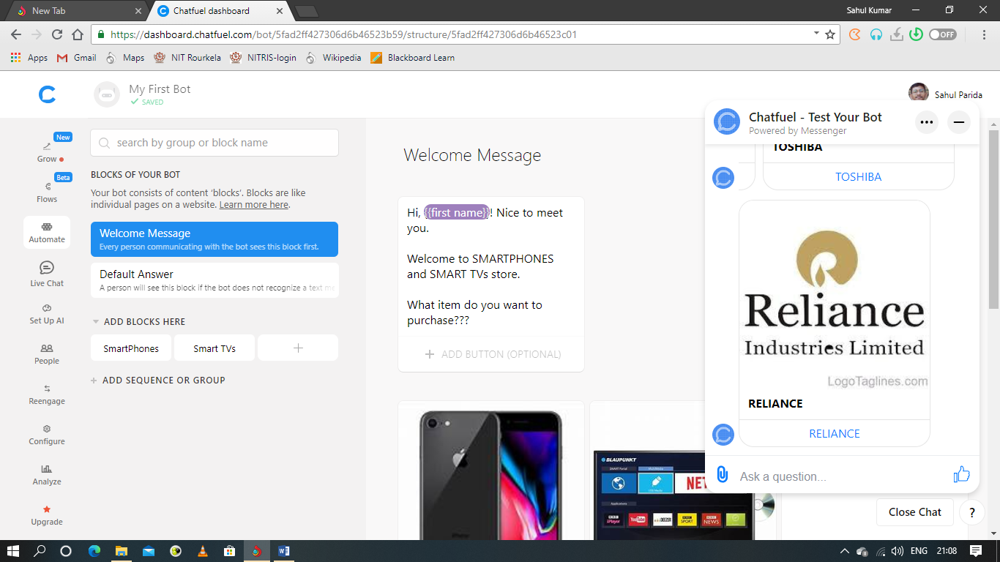 New Tab
Chatfuel dashboard
Sahul Kumar
https://dashboard.chatfuel.com/bot/5fad2ff427306d6b46523b59/structure/5fad2ff427306d6b46523c01
OFF
Apps
Gmail
Maps
NIT Rourkela
NITRIS-login
Wikipedia
Blackboard Learn
My First Bot
SAVED
Sahul Parida
New
Grow
Beta
Flows
Automate
Live Chat
Set Up AI
People
Reengage
Configure
Analyze
Upgrade
search by group or block name
BLOCKS OF YOUR BOT
Your bot consists of content ‘blocks’. Blocks are like
individual pages on a website. Learn more here.
Welcome Message
Every person communicating with the bot sees this block first.
Default Answer
A person will see this block if the bot does not recognize a text me
ADD BLOCKS HERE
SmartPhones
Smart TVs
ADD SEQUENCE OR GROUP
Welcome Message
Hi, {{first name}}! Nice to meet
you.
Welcome to SMARTPHONES
and SMART TVs store.
What item do you want to
purchase???
ADD BUTTON (OPTIONAL)
BLAUPUNKT
SMART Portal
NET
Applications
iPlayer
YouTube
DEEZER
BBC
SPORT
BBC
NEWS
Chatfuel - Test Your Bot
Powered by Messenger
TOSHIBA
TOSHIBA
Reliance
Industries Limited
LogoTaglines.com
RELIANCE
RELIANCE
Ask a question...
Close Chat
?
W
ENG
21:08